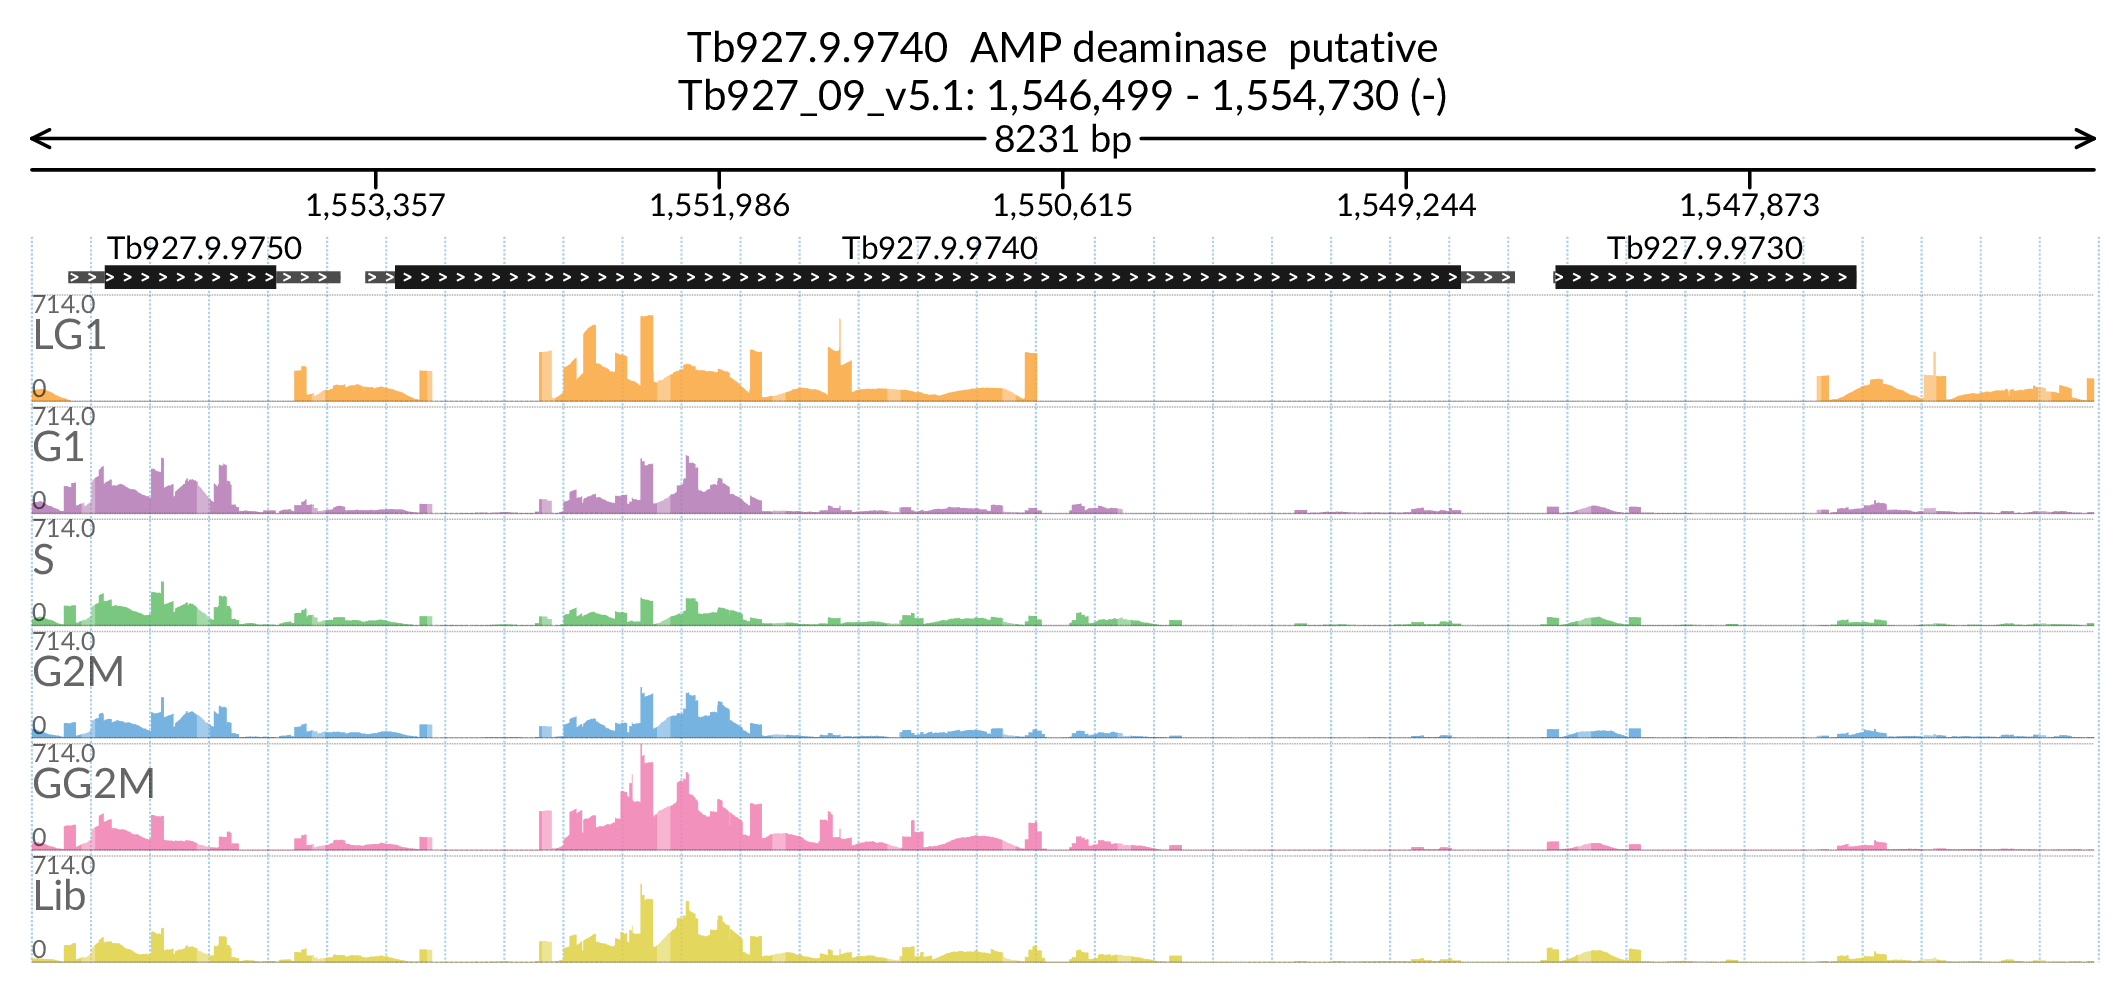 Tb927.9.9740 AMP deaminase putative
Tb927_09_v5.1: 1,546,499 - 1,554,730 (-)
8231 bp
1,553,357 1,551,986 1,550,615 1,549,244 1,547,873
Tb927.9.9750 Tb927.9.9740 Tb927.9.9730
714.0
LG1
0
714.0
G1
0
714.0
S
0
714.0
G2M
0
714.0
GG2M
0
714.0
Lib
0